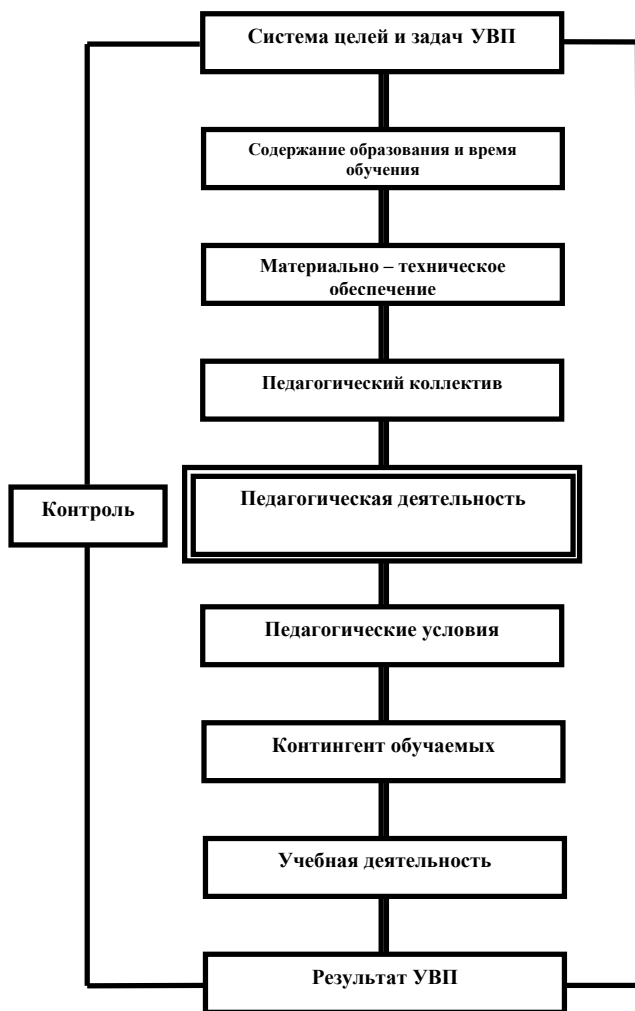 Система целей и задач УВП
Содержание образования и время
обучения
Материально – техническое
обеспечение
Педагогический коллектив
Педагогическая деятельность
Контроль
Педагогические условия
Контингент обучаемых
Учебная деятельность
Результат УВП